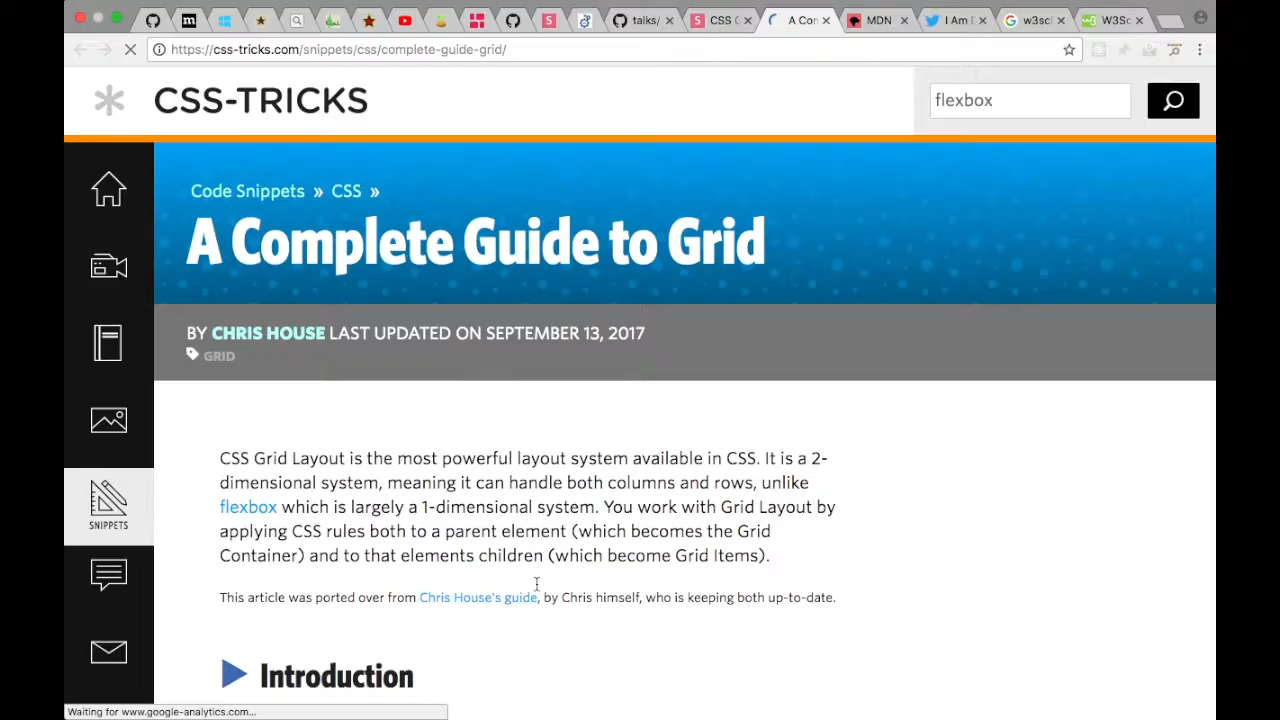 talks/
CSS G
A Con
MDN
I Am D
w3scl
W3Sc
https://css-tricks.com/snippets/css/complete-guide-grid/
CSS-TRICKS
flexbox
Code Snippets » CSS »
A Complete Guide to Grid
BY CHRIS HOUSE LAST UPDATED ON SEPTEMBER 13, 2017
GRID
CSS Grid Layout is the most powerful layout system available in CSS. It is a 2-
dimensional system, meaning it can handle both columns and rows, unlike
flexbox which is largely a 1-dimensional system. You work with Grid Layout by
applying CSS rules both to a parent element (which becomes the Grid
Container) and to that elements children (which become Grid Items).
This article was ported over from Chris House's guide, by Chris himself, who is keeping both up-to-date.
SNIPPETS
Introduction
Waiting for www.google-analytics.com...